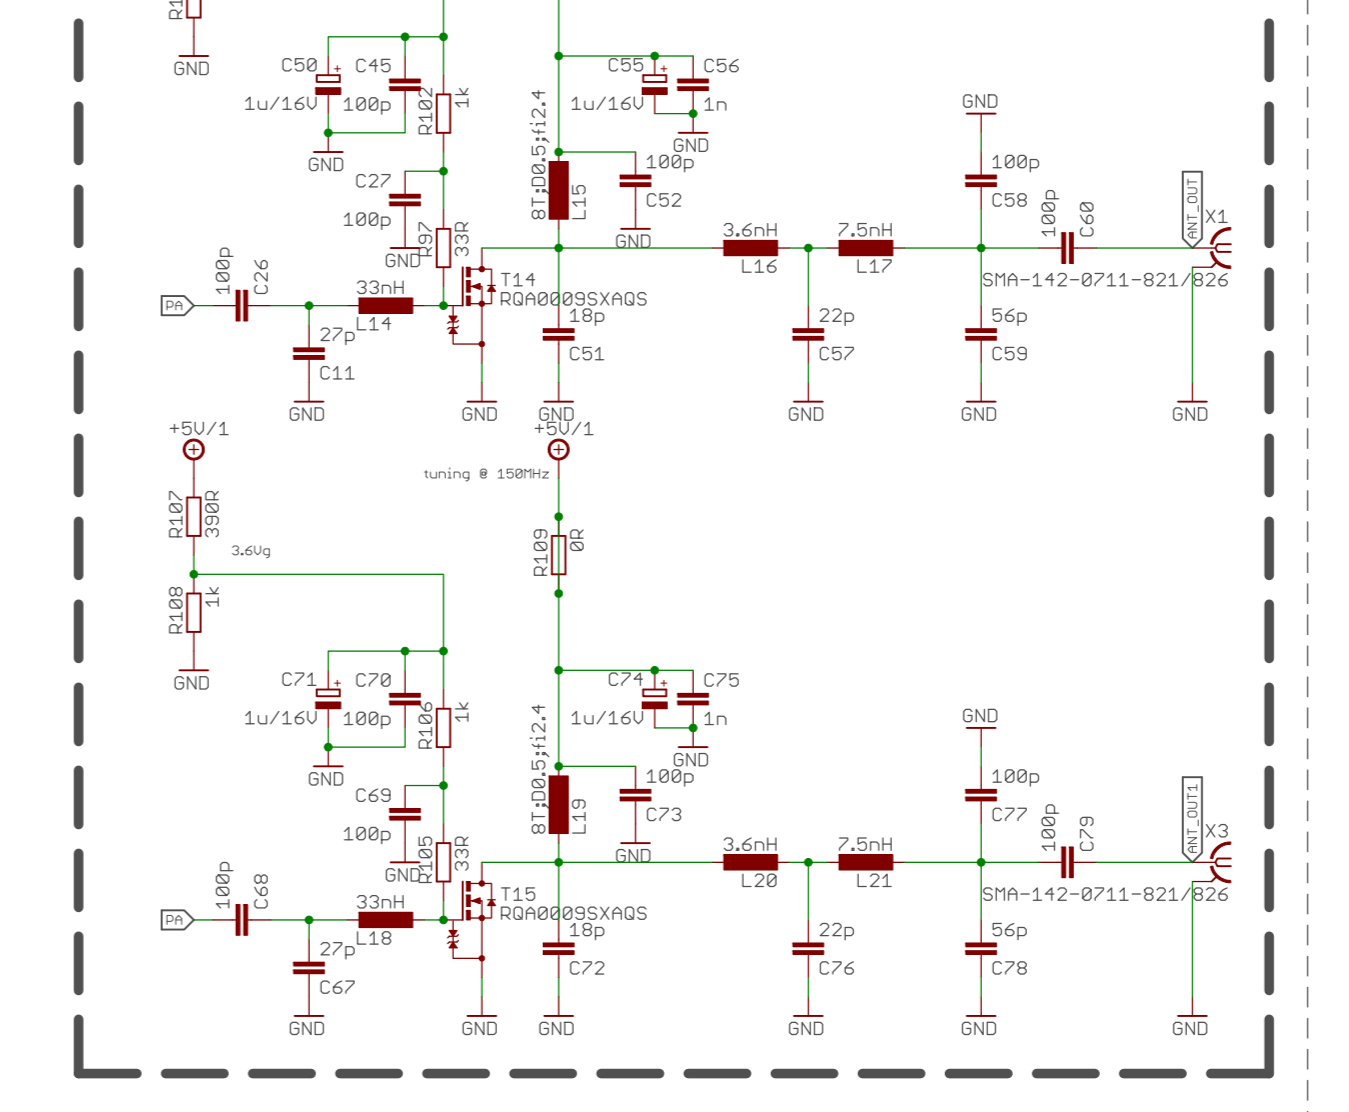 R1
GND
C50
+
C45
1u/16V
100p
R102
1k
GND
C27
100p
GND
R97
33R
C55
+
C56
1u/16V
1n
GND
8T;D0.5;fi2.4
L15
100p
C52
GND
3.6nH
L16
7.5nH
L17
GND
100p
C58
100p
C60
ANT_OUT
X1
SMA-142-0711-821/826
PA
100p
C26
33nH
L14
27p
C11
GND
T14
RQA0009SXAQS
GND
18p
C51
GND
22p
C57
GND
56p
C59
GND
GND
+5V/1
+5V/1
tuning @ 150MHz
R107
390R
3.6Vg
R108
1k
GND
R109
0R
C71
+
C70
1u/16V
100p
R106
1k
GND
C69
100p
GND
R105
33R
C74
+
C75
1u/16V
1n
GND
8T;D0.5;fi2.4
L19
100p
C73
GND
3.6nH
L20
7.5nH
L21
GND
100p
C77
100p
C79
ANT_OUT1
X3
SMA-142-0711-821/826
PA
100p
C68
33nH
L18
27p
C67
GND
T15
RQA0009SXAQS
GND
18p
C72
GND
22p
C76
GND
56p
C78
GND
GND